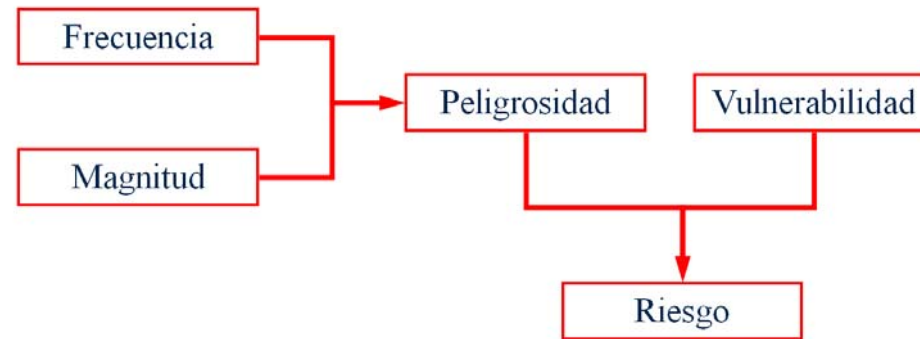 Frecuencia
Peligrosidad
Vulnerabilidad
Magnitud
Riesgo